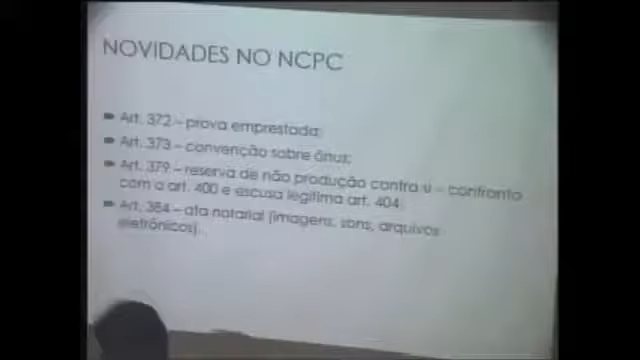 NOVIDADES NO NCPC
Art. 372 – prova emprestada;
Art. 373 – convenção sobre ônus;
Art. 379 – reserva de não produção contra si – confronto
com o art. 400 e escusa legítima art. 404;
Art. 384 – ata notarial (imagens, sons, arquivos
eletrônicos).